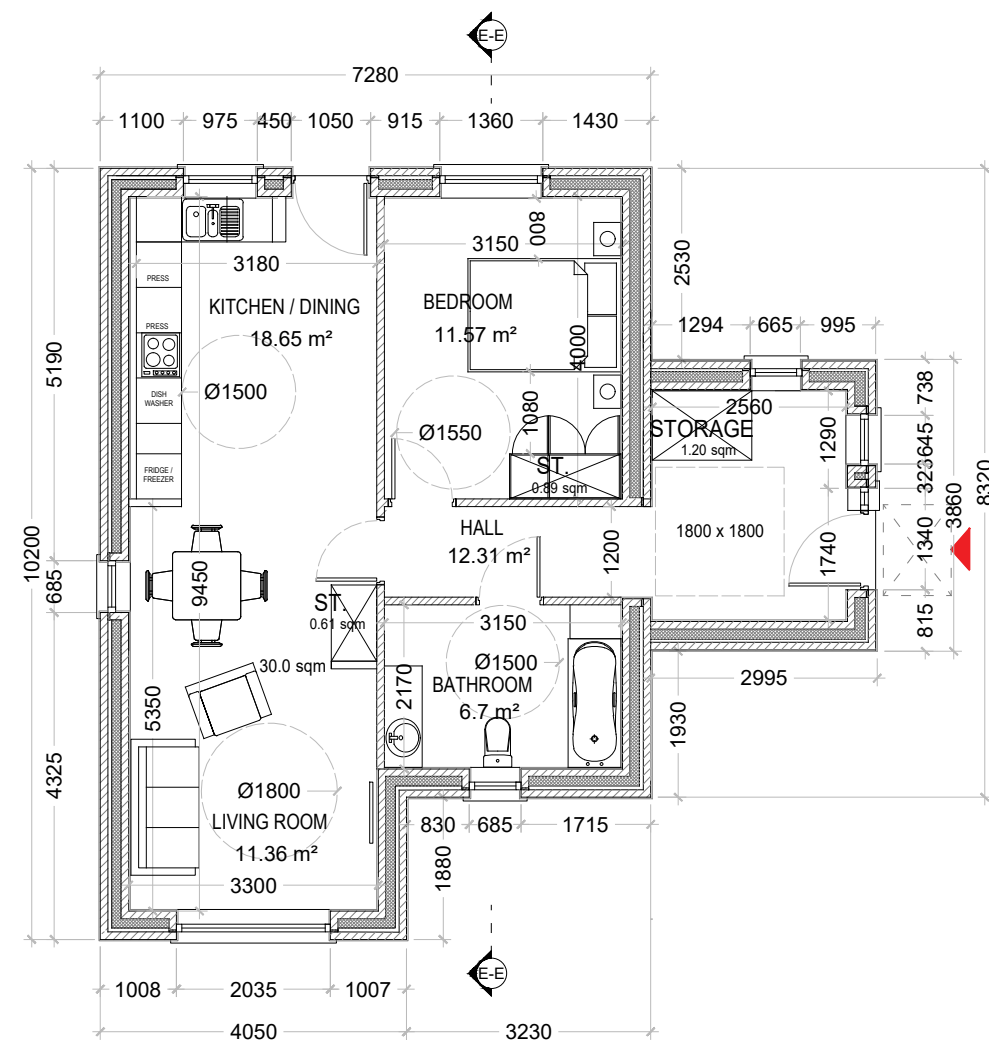 E-E
7280
1100 975 450 1050 915 1360 1430
2530
800
3150
3180
KITCHEN / DINING
18.65 m²
BEDROOM
11.57 m²
4000
PRESS
PRESS
1294 665 995
5190
Ø1500
DISH
WASHER
Ø1550
1080
2560
STORAGE
1.20 sqm
1290
738
645
323
3860
8320
FRIDGE /
FREEZER
ST.
0.89 sqm
HALL
12.31 m²
1200
1800 x 1800
1740
1340
10200
685
9450
ST.
0.61 sqm
3150
815
30.0 sqm
Ø1500
BATHROOM
6.7 m²
2170
2995
5350
1930
4325
Ø1800
LIVING ROOM
11.36 m²
830 685 1715
1880
3300
E-E
1008 2035 1007
4050 3230